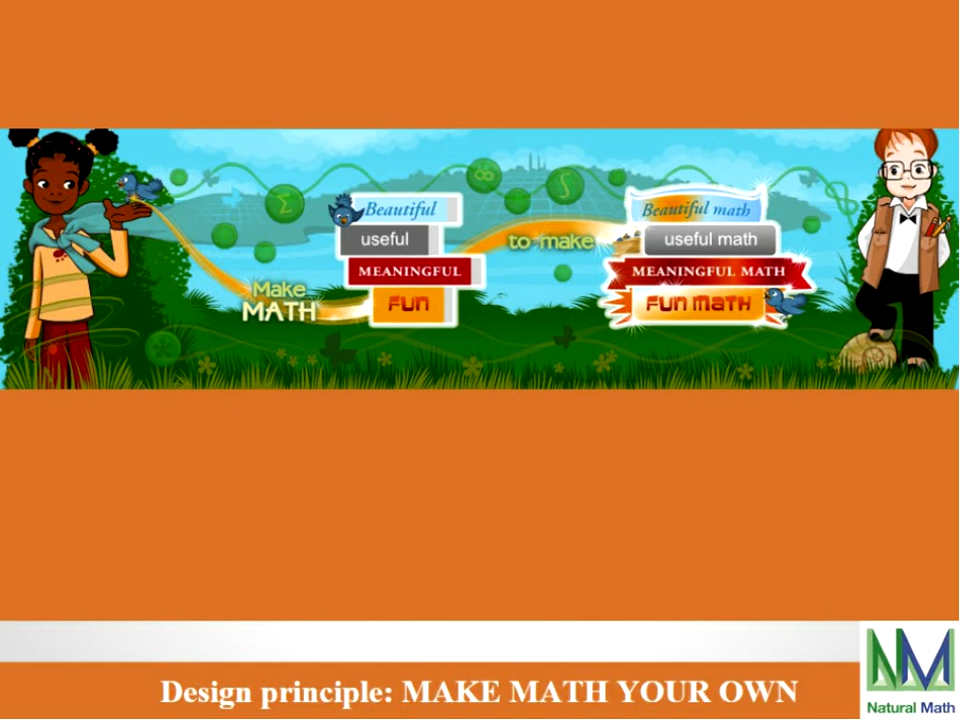 Beautiful
useful
MEANINGFUL
FUN
Make
MATH
to make
Beautiful math
useful math
MEANINGFUL MATH
FUN MATH
Design principle: MAKE MATH YOUR OWN
NM
Natural Math
∞
Σ
∫